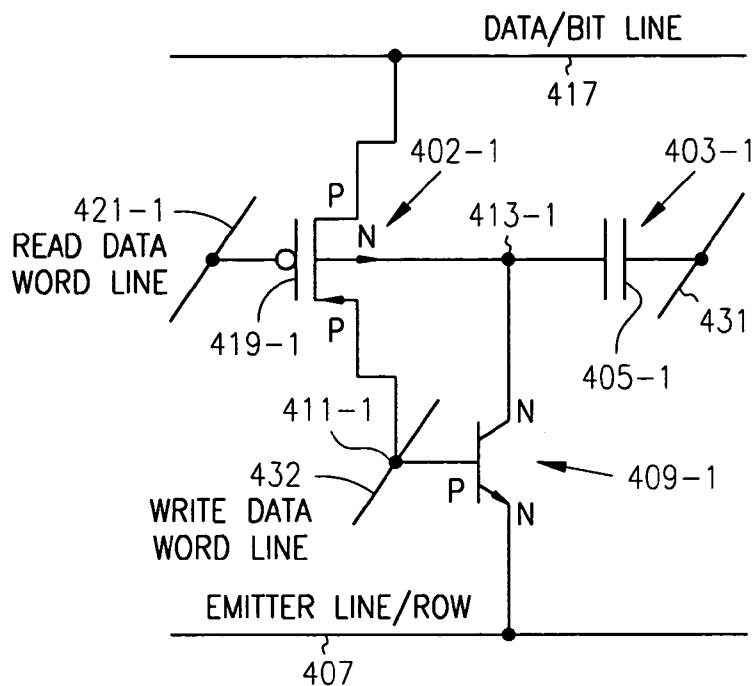 DATA/BIT LINE
417
402-1
403-1
421-1
P
N
413-1
READ DATA
WORD LINE
419-1
P
431
405-1
411-1
432
N
409-1
P
N
WRITE DATA
WORD LINE
EMITTER LINE/ROW
407